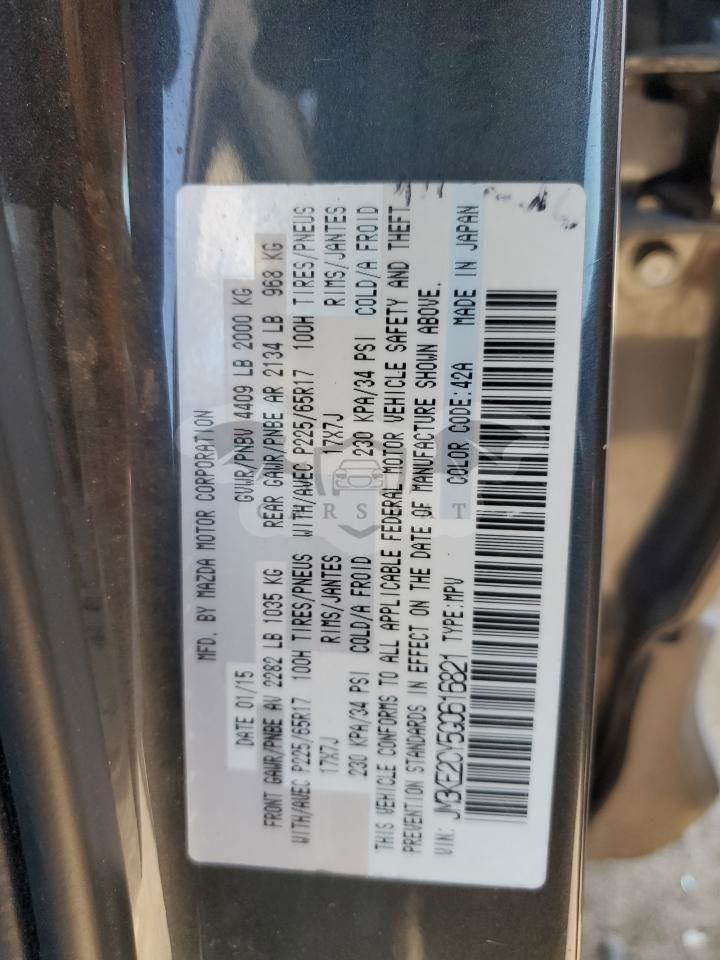 MFD. BY MAZDA MOTOR CORPORATION
DATE 01/15 GVWR/PNBV 4409 LB 2000 KG
FRONT GAWR/PNBE AV 2282 LB 1035 KG REAR GAWR/PNBE AR 2134 LB 968 KG
WITH/AVEC P225/65R17 100H TIRES/PNEUS WITH/AVEC P225/65R17 100H TIRES/PNEUS
17X7J RIMS/JANTES 17X7J RIMS/JANTES
230 KPA/34 PSI COLD/A FROID 230 KPA/34 PSI COLD/A FROID
THIS VEHICLE CONFORMS TO ALL APPLICABLE FEDERAL MOTOR VEHICLE SAFETY AND THEFT
PREVENTION STANDARDS IN EFFECT ON THE DATE OF MANUFACTURE SHOWN ABOVE.
VIN: JM3KE2CY5G0616821 TYPE:MPV COLOR CODE:42A MADE IN JAPAN